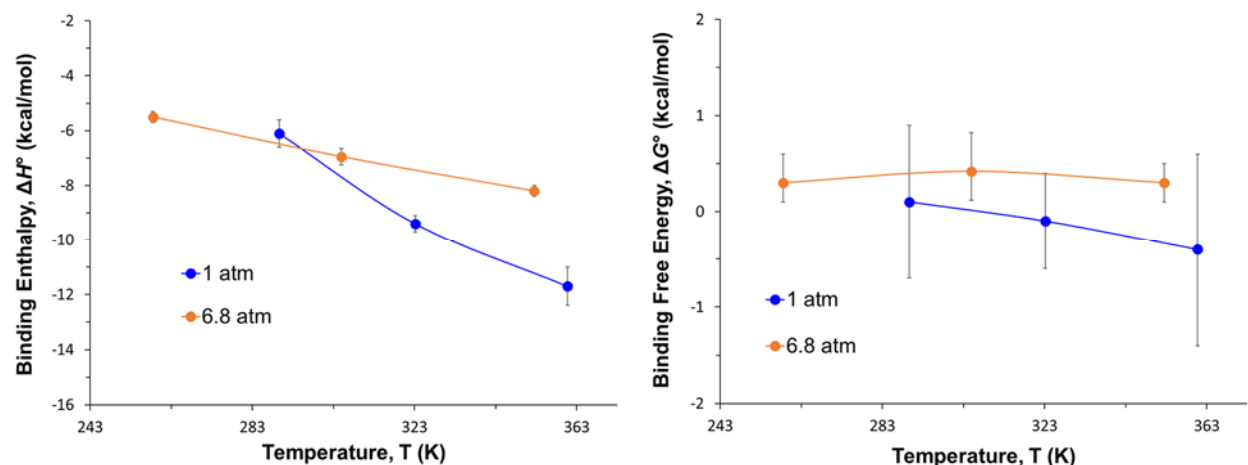 Binding Enthalpy, ΔH° (kcal/mol)
-2
-4
-6
-8
-10
-12
-14
-16
1 atm
6.8 atm
243
283
323
363
Temperature, T (K)
Binding Free Energy, ΔG° (kcal/mol)
2
1
0
-1
-2
1 atm
6.8 atm
243
283
323
363
Temperature, T (K)